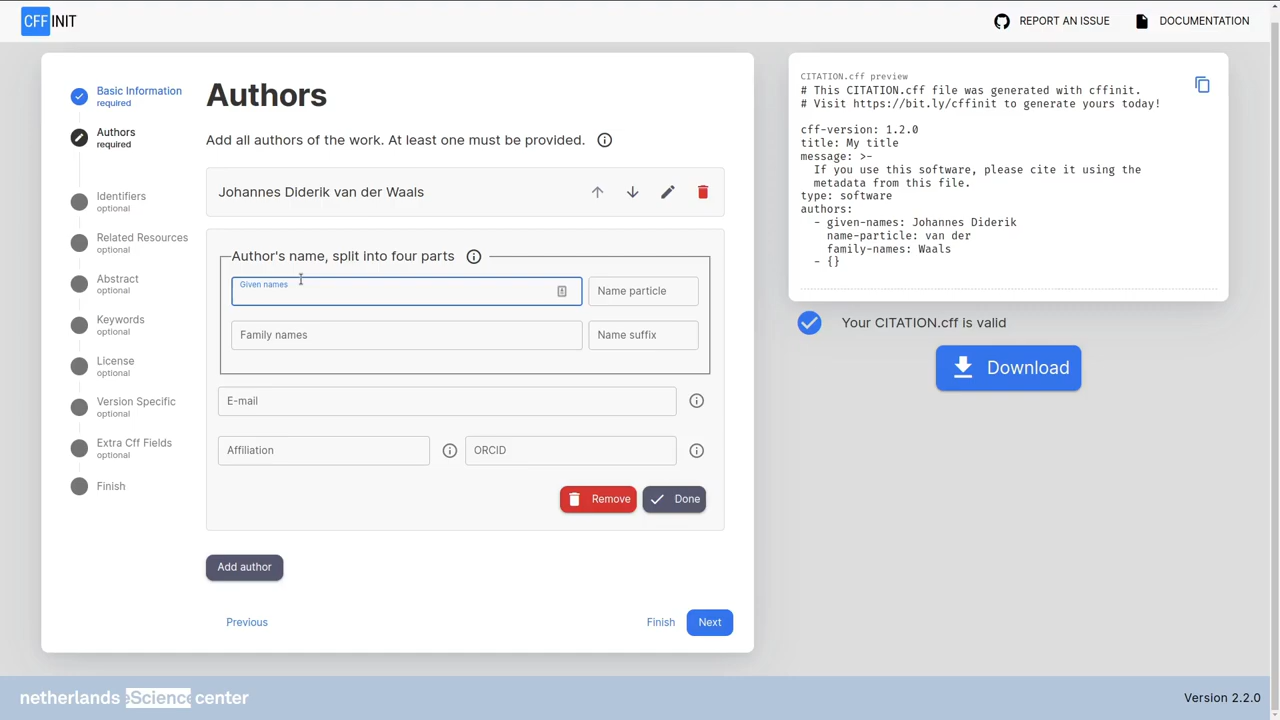 CFF INIT
REPORT AN ISSUE
DOCUMENTATION
Basic Information
required
Authors
required
Identifiers
optional
Related Resources
optional
Abstract
optional
Keywords
optional
License
optional
Version Specific
optional
Extra Cff Fields
optional
Finish
Authors
Add all authors of the work. At least one must be provided.
Johannes Diderik van der Waals
Author's name, split into four parts
Given names
Name particle
Family names
Name suffix
E-mail
Affiliation
ORCID
Remove
Done
Add author
Previous
Finish
Next
CITATION.cff preview
# This CITATION.cff file was generated with cffinit.
# Visit https://bit.ly/cffinit to generate yours today!
cff-version: 1.2.0
title: My title
message: >-
  If you use this software, please cite it using the
  metadata from this file.
type: software
authors:
  - given-names: Johannes Diderik
    name-particle: van der
    family-names: Waals
  - {}
Your CITATION.cff is valid
Download
netherlands eScience center
Version 2.2.0